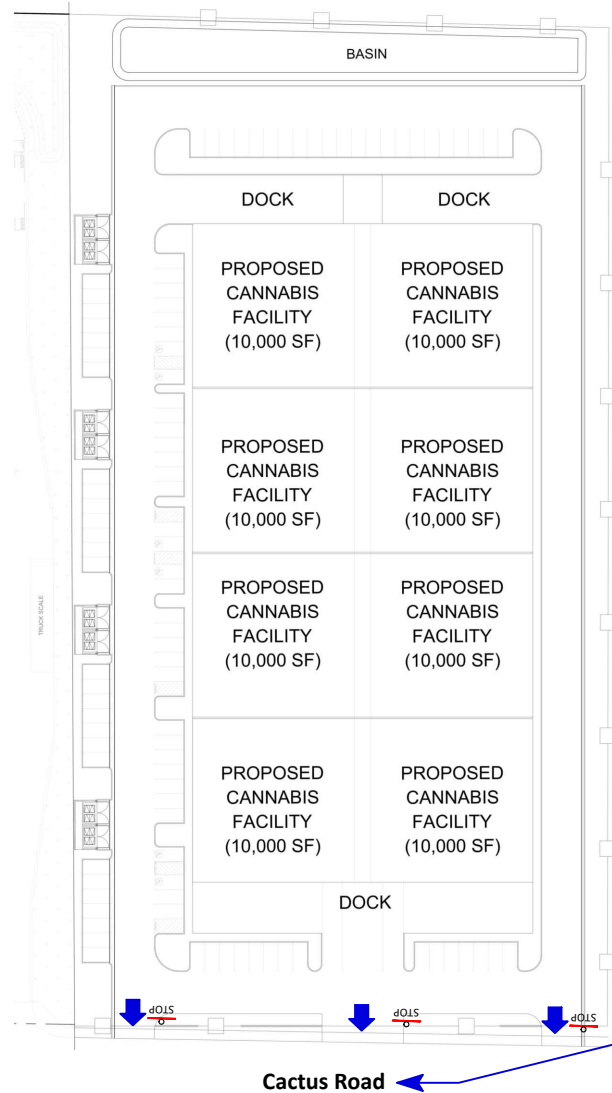 BASIN
DOCK
DOCK
PROPOSED
CANNABIS
FACILITY
(10,000 SF)
PROPOSED
CANNABIS
FACILITY
(10,000 SF)
PROPOSED
CANNABIS
FACILITY
(10,000 SF)
PROPOSED
CANNABIS
FACILITY
(10,000 SF)
TRUCK SCALE
PROPOSED
CANNABIS
FACILITY
(10,000 SF)
PROPOSED
CANNABIS
FACILITY
(10,000 SF)
PROPOSED
CANNABIS
FACILITY
(10,000 SF)
PROPOSED
CANNABIS
FACILITY
(10,000 SF)
DOCK
STOP
STOP
STOP
Cactus Road